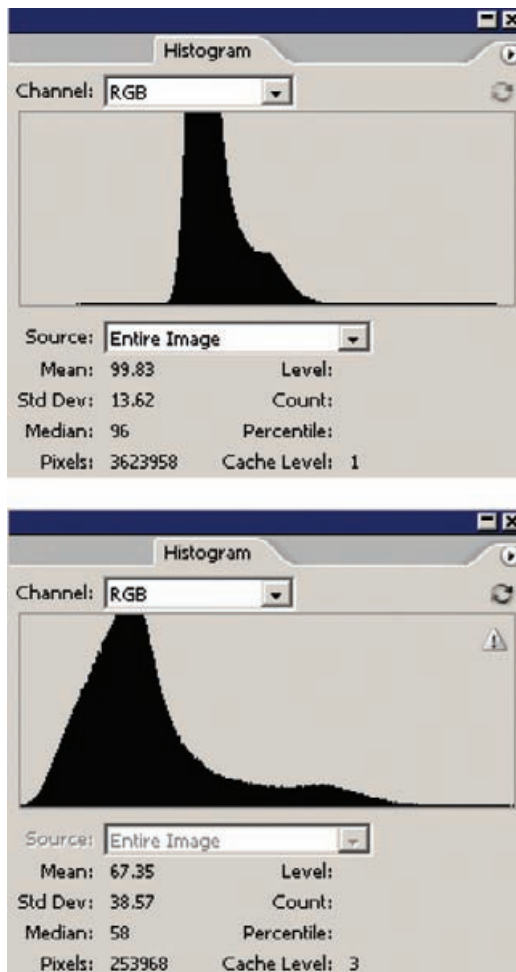 Histogram
Channel: RGB
Source: Entire Image
Mean: 99.83 Level:
Std Dev: 13.62 Count:
Median: 96 Percentile:
Pixels: 3623958 Cache Level: 1
Histogram
Channel: RGB
Source: Entire Image
Mean: 67.35 Level:
Std Dev: 38.57 Count:
Median: 58 Percentile:
Pixels: 253968 Cache Level: 3